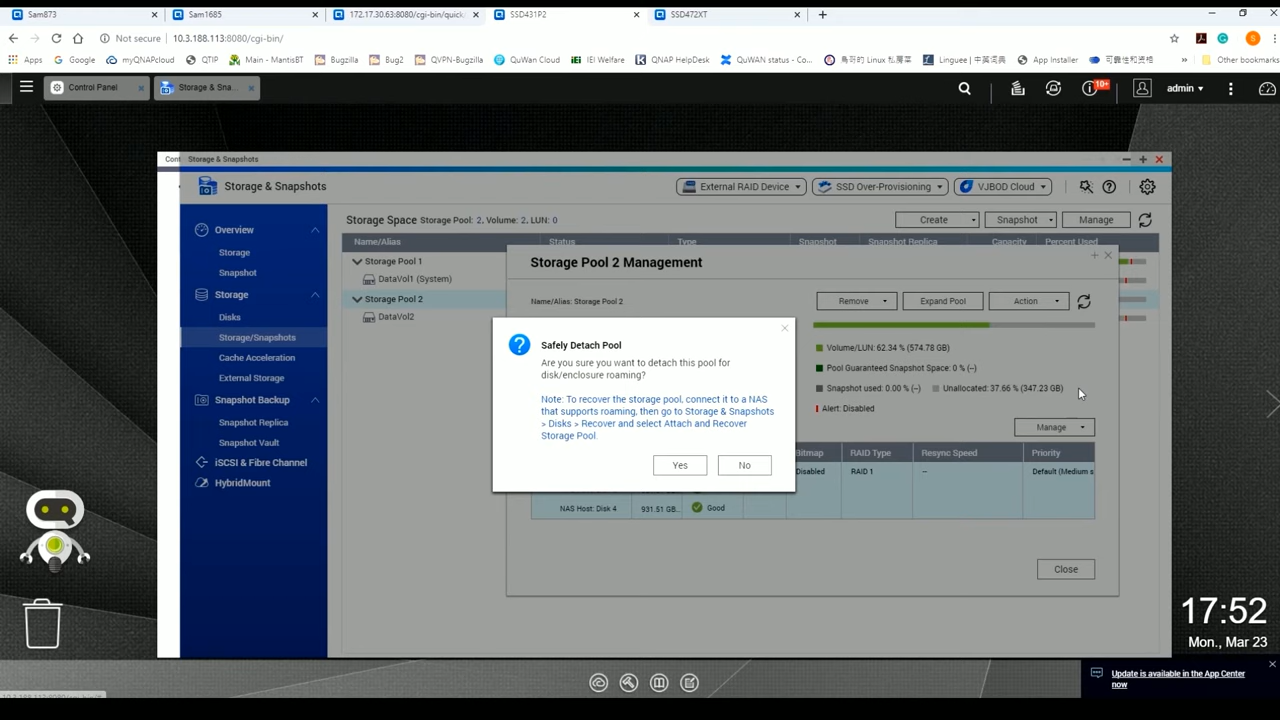 Sam873
Sam1685
172.17.30.63:8080/cgi-bin/quick
SSD431P2
SSD472XT
Not secure
10.3.188.113:8080/cgi-bin/
Apps
Google
myQNAPcloud
QTIP
Main - MantisBT
Bugzilla
Bug2
QVPN-Bugzilla
QuWan Cloud
IEI Welfare
QNAP HelpDesk
QuWAN status - Co...
鳥哥的 Linux 私房菜
Linguee | 中英词典
App Installer
可靠性和資格
Other bookmarks
Control Panel
Storage & Sna...
10+
admin
Cont
Storage & Snapshots
Storage & Snapshots
External RAID Device
SSD Over-Provisioning
VJBOD Cloud
Overview
Storage
Snapshot
Storage
Disks
Storage/Snapshots
Cache Acceleration
External Storage
Snapshot Backup
Snapshot Replica
Snapshot Vault
iSCSI & Fibre Channel
HybridMount
Storage Space Storage Pool: 2, Volume: 2, LUN: 0
Create
Snapshot
Manage
Name/Alias
Status
Type
Snapshot
Snapshot Replica
Capacity
Percent Used
Storage Pool 1
DataVol1 (System)
Storage Pool 2
DataVol2
Storage Pool 2 Management
Name/Alias: Storage Pool 2
Remove
Expand Pool
Action
Volume/LUN: 62.34 % (574.78 GB)
Pool Guaranteed Snapshot Space: 0 % (--)
Snapshot used: 0.00 % (--)
Unallocated: 37.66 % (347.23 GB)
Alert: Disabled
Manage
Bitmap
RAID Type
Resync Speed
Priority
Disabled
RAID 1
--
Default (Medium s
NAS Host: Disk 4
931.51 GB...
Good
Close
Safely Detach Pool
Are you sure you want to detach this pool for
disk/enclosure roaming?
Note: To recover the storage pool, connect it to a NAS
that supports roaming, then go to Storage & Snapshots
> Disks > Recover and select Attach and Recover
Storage Pool.
Yes
No
17:52
Mon., Mar 23
Update is available in the App Center
now